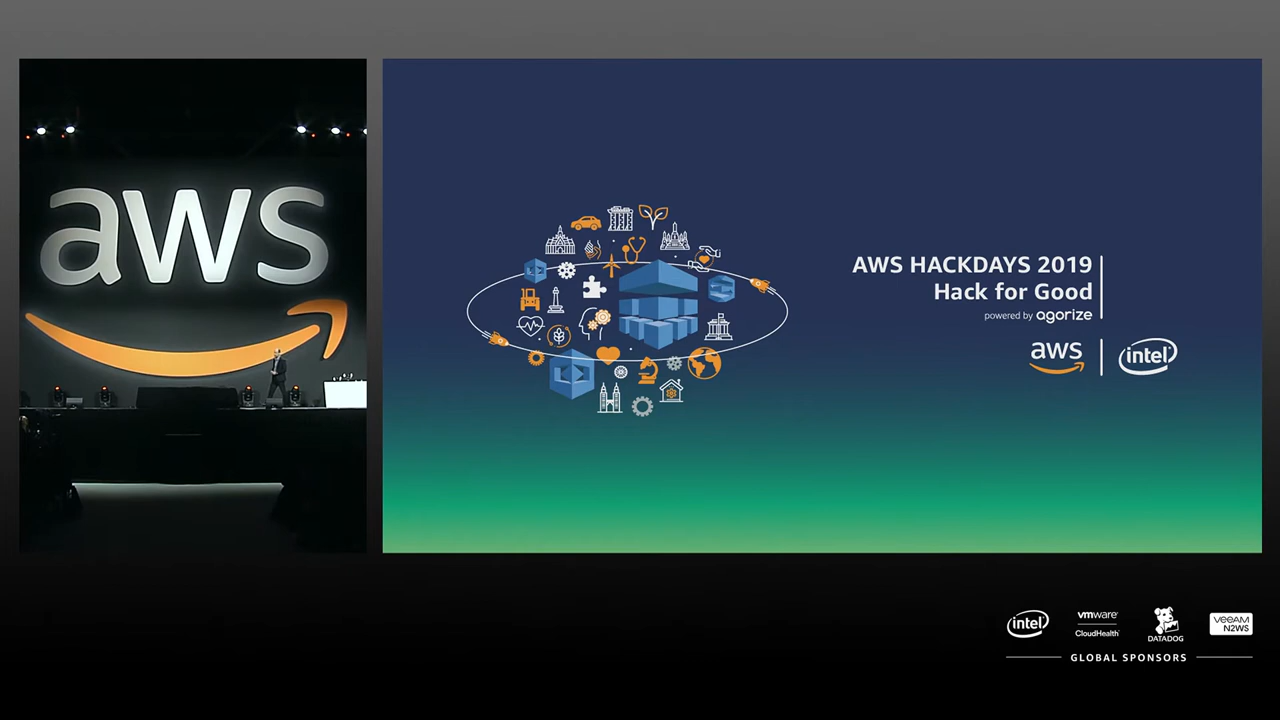 aws
AWS HACKDAYS 2019
Hack for Good
powered by agorize
aws
intel
intel
vmware
CloudHealth
DATADOG
VEEAM
N2WS
GLOBAL SPONSORS